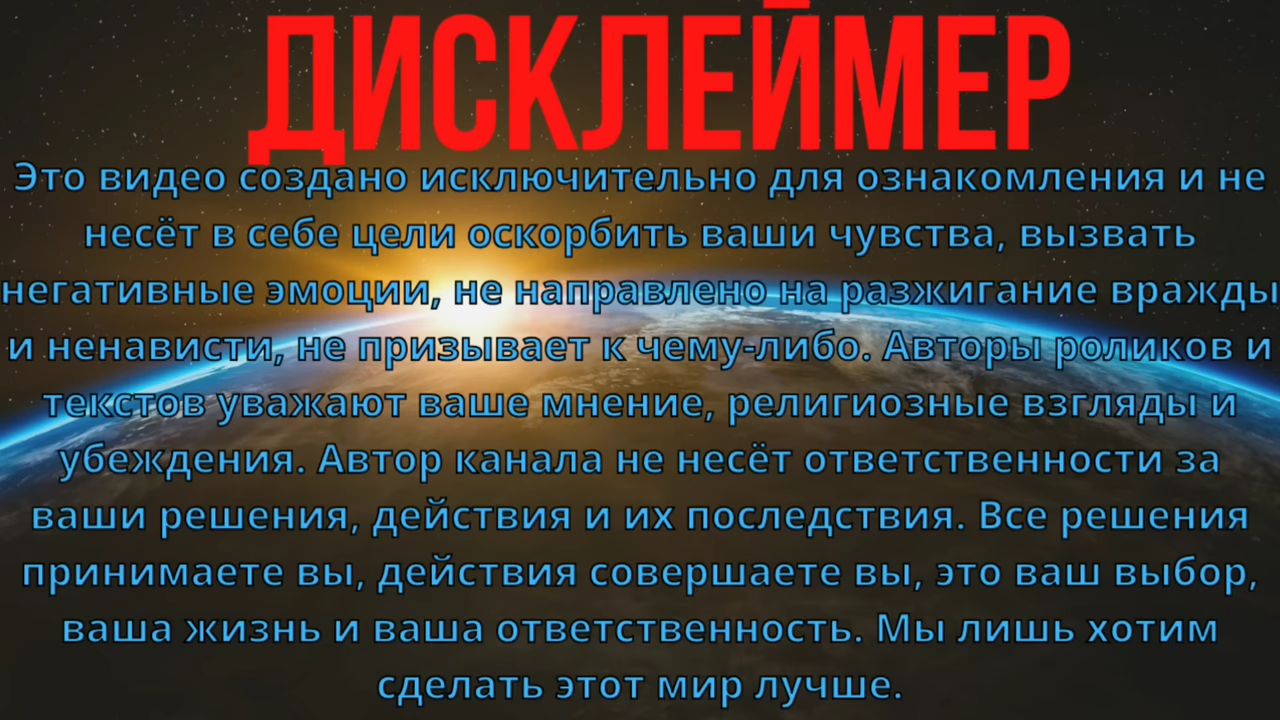 ДИСКЛЕЙМЕР
Это видео создано исключительно для ознакомления и не
несёт в себе цели оскорбить ваши чувства, вызвать
негативные эмоции, не направлено на разжигание вражды
и ненависти, не призывает к чему-либо. Авторы роликов и
текстов уважают ваше мнение, религиозные взгляды и
убеждения. Автор канала не несёт ответственности за
ваши решения, действия и их последствия. Все решения
принимаете вы, действия совершаете вы, это ваш выбор,
ваша жизнь и ваша ответственность. Мы лишь хотим
сделать этот мир лучше.